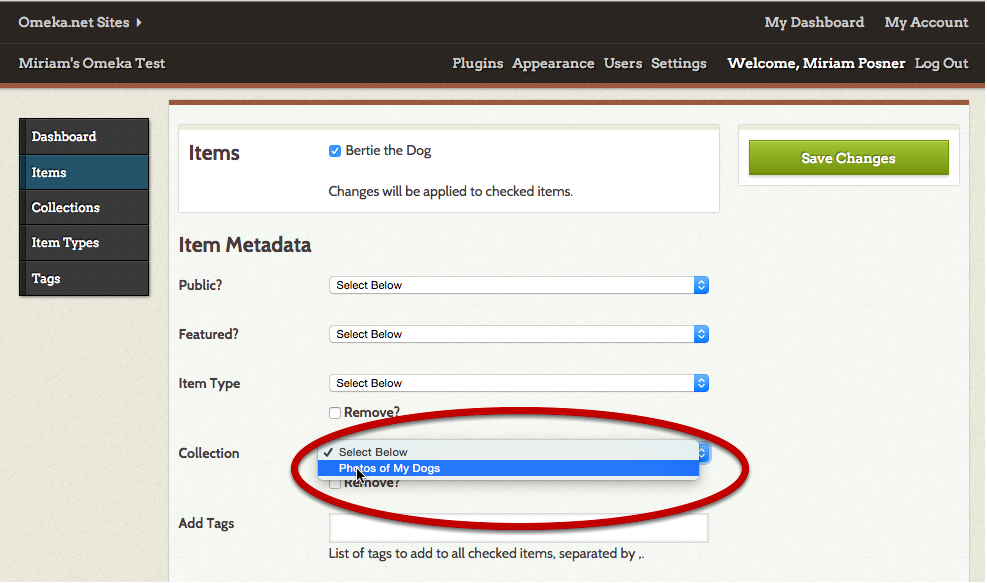 Omeka.net Sites
My Dashboard My Account
Miriam's Omeka Test
Plugins Appearance Users Settings Welcome, Miriam Posner Log Out
Dashboard
Items
Collections
Item Types
Tags
Items
Bertie the Dog
Changes will be applied to checked items.
Save Changes
Item Metadata
Public? Select Below
Featured? Select Below
Item Type Select Below
Remove?
Collection Select Below
Photos of My Dogs
Remove?
Add Tags
List of tags to add to all checked items, separated by ,.